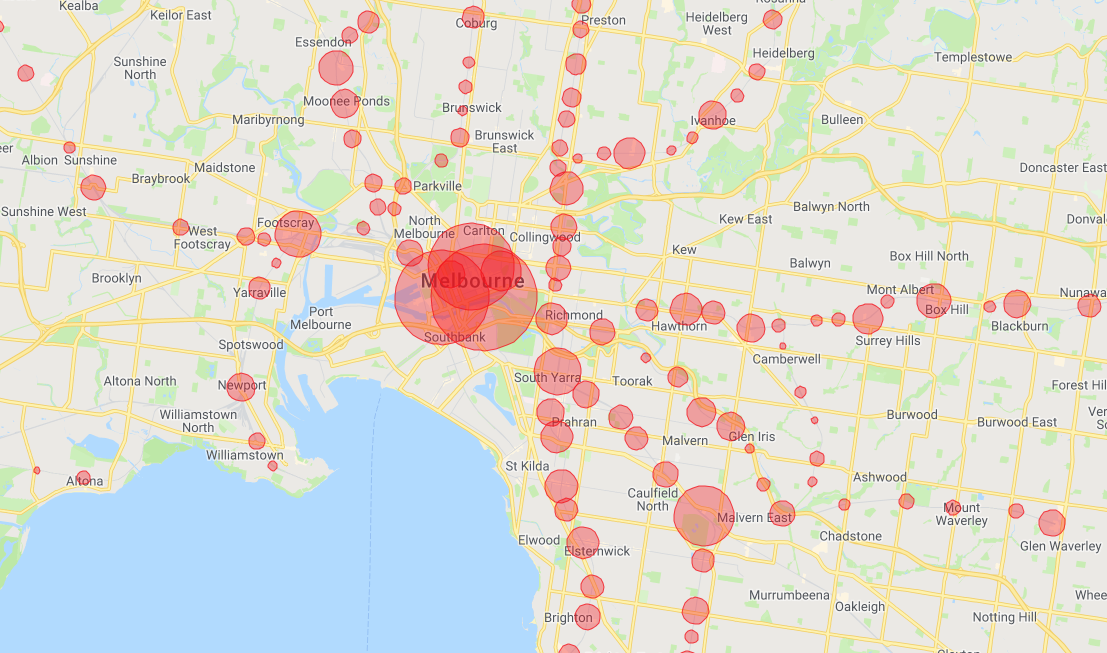 Kealba
Keilor East
Coburg
Preston
Heidelberg
West
Essendon
Heidelberg
Templestowe
Sunshine
North
Moonee Ponds
Brunswick
Maribyrnong
Ivanhoe
Bulleen
Brunswick
East
Albion
Sunshine
Maidstone
Doncaster East
Braybrook
Parkville
Sunshine West
Balwyn North
Footscray
North
Melbourne
Carlton
Collingwood
Kew East
West
Footscray
Kew
Box Hill North
Balwyn
Brooklyn
Melbourne
Yarraville
Mont Albert
Port
Melbourne
Richmond
Hawthorn
Box Hill
Blackburn
Southbank
Surrey Hills
Spotswood
Camberwell
Altona North
Newport
South Yarra
Toorak
Forest Hil
Williamstown
North
Prahran
Burwood
Burwood East
Malvern
Glen Iris
Williamstown
St Kilda
Ashwood
Altona
Caulfield
North
Malvern East
Mount
Waverley
Chadstone
Elwood
Elsternwick
Glen Waverley
Murrumbeena
Oakleigh
Brighton
Notting Hill